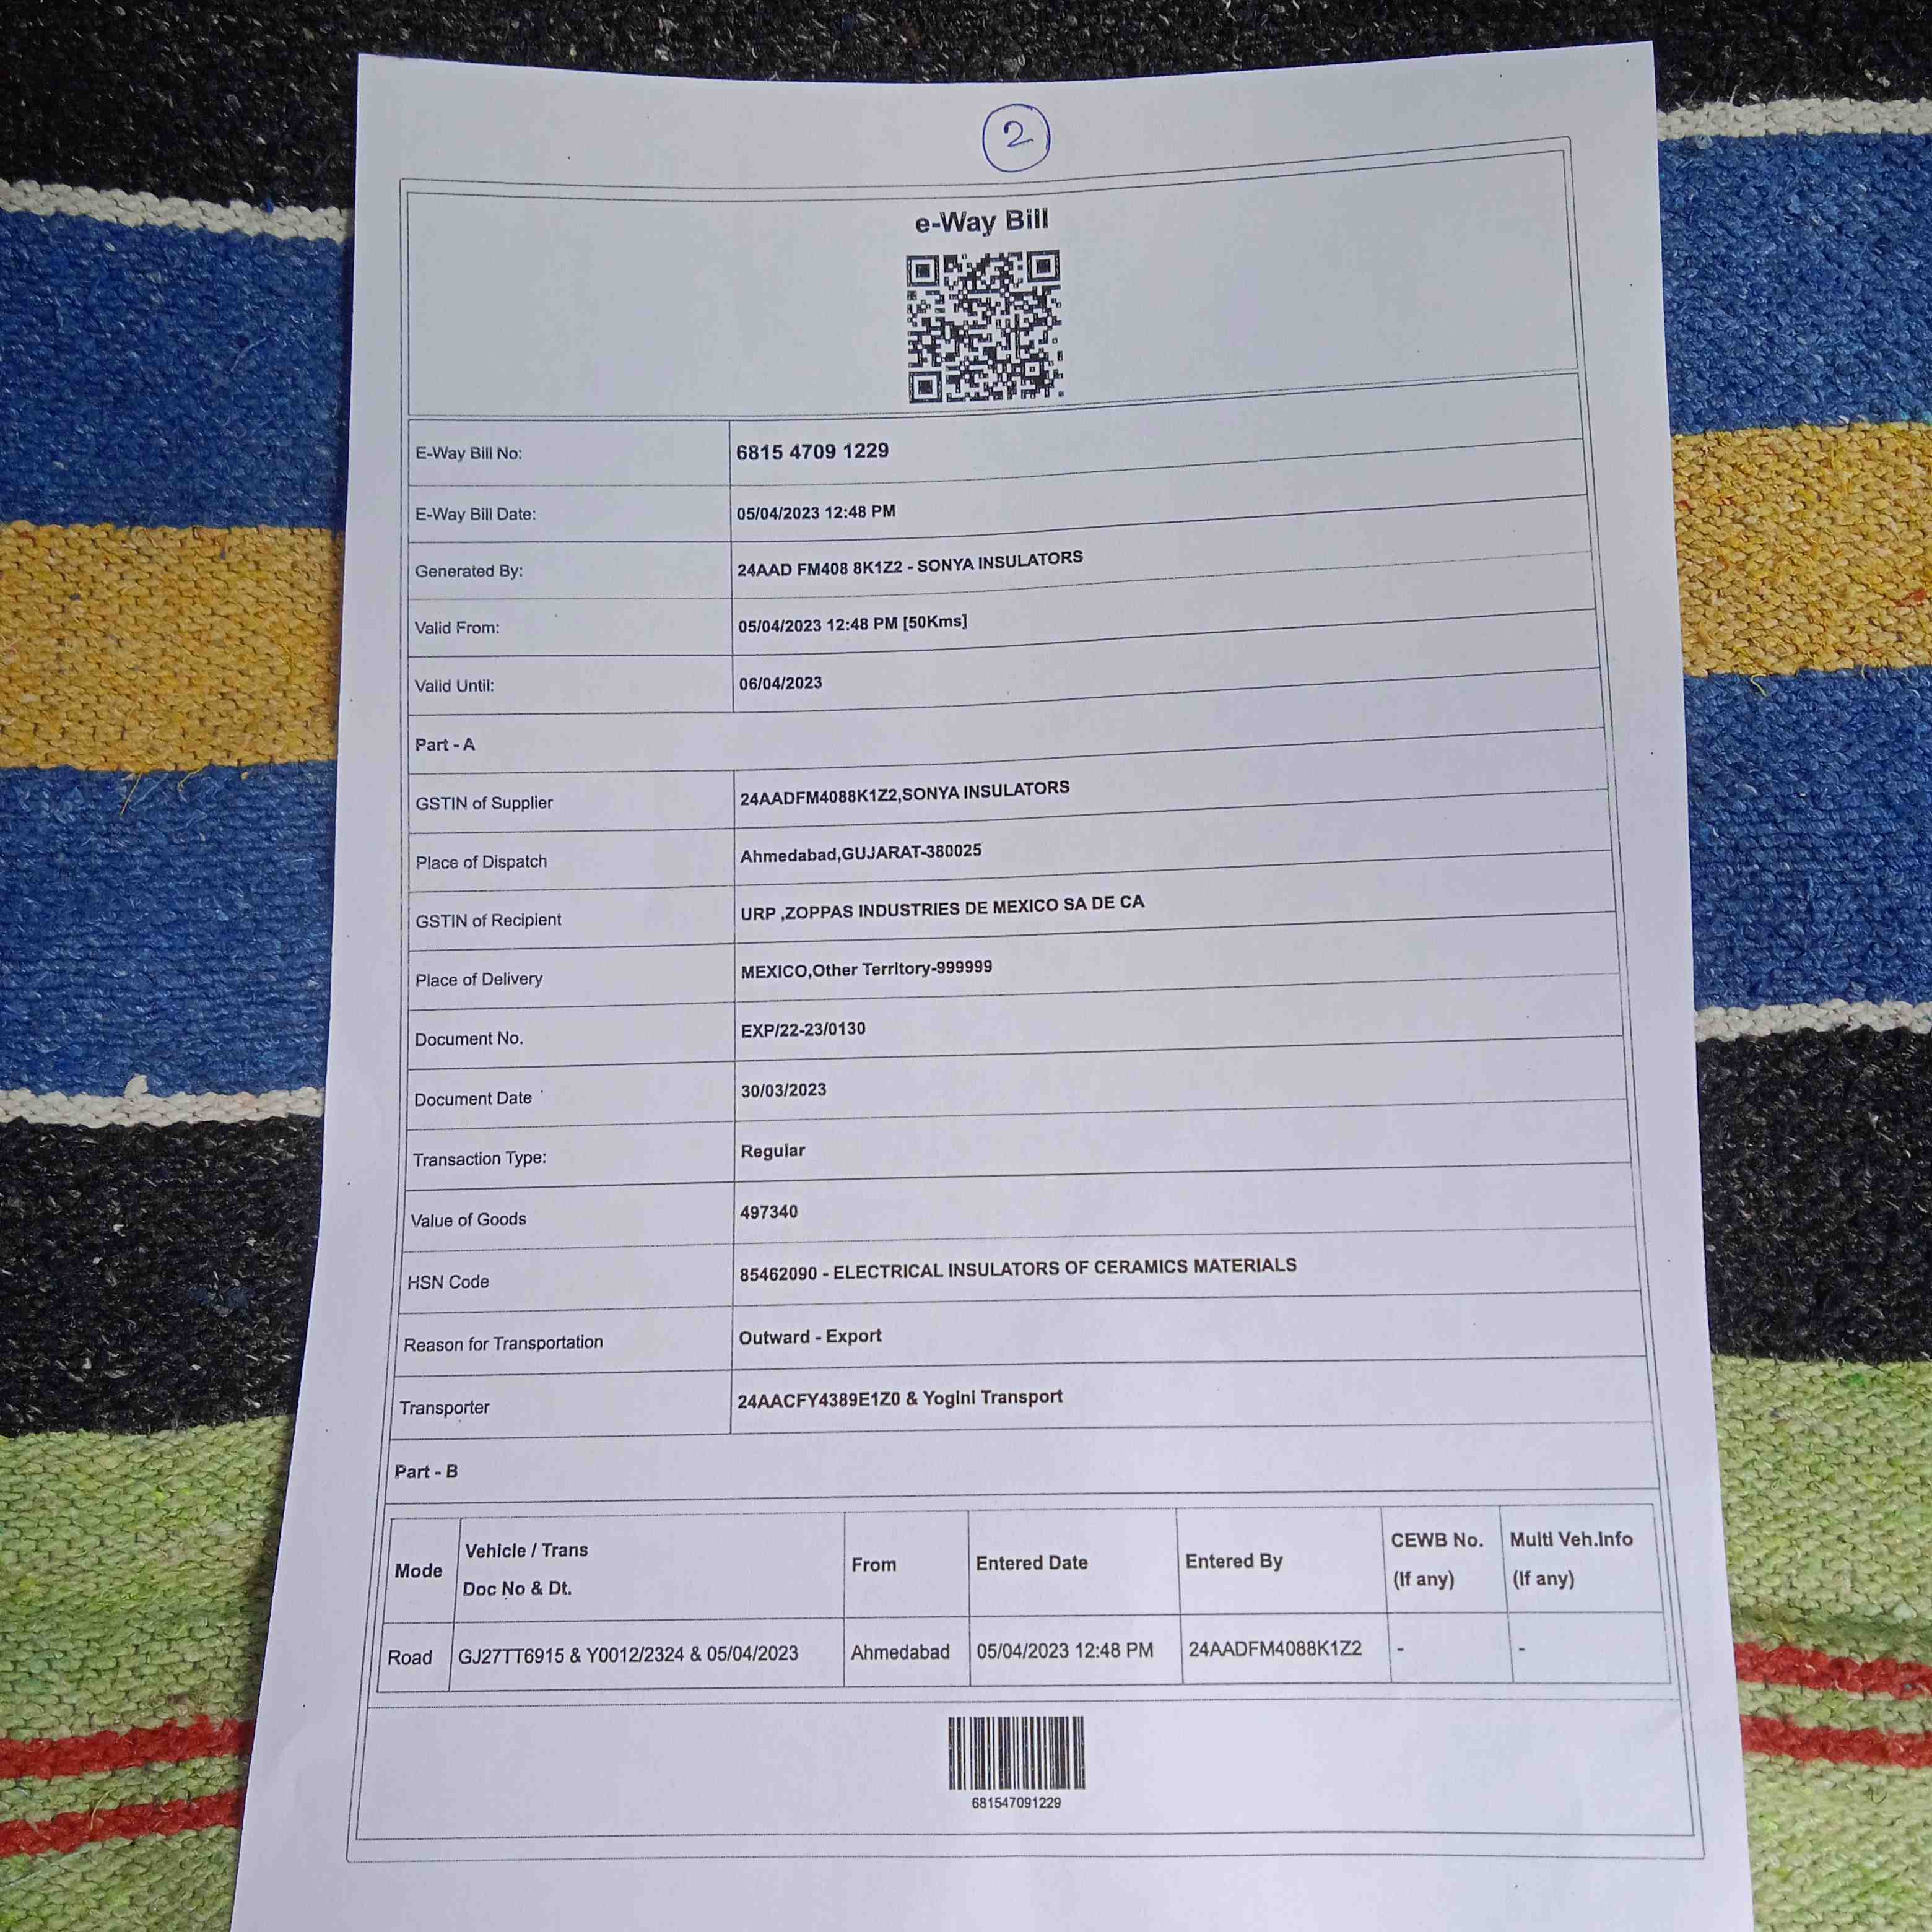 2
e-Way Bill
E-Way Bill No: 6815 4709 1229
E-Way Bill Date: 05/04/2023 12:48 PM
Generated By: 24AAD FM408 8K1Z2 - SONYA INSULATORS
Valid From: 05/04/2023 12:48 PM [50Kms]
Valid Until: 06/04/2023
Part - A
GSTIN of Supplier 24AADFM4088K1Z2,SONYA INSULATORS
Place of Dispatch Ahmedabad,GUJARAT-380025
GSTIN of Recipient URP ,ZOPPAS INDUSTRIES DE MEXICO SA DE CA
Place of Delivery MEXICO,Other Territory-999999
Document No. EXP/22-23/0130
Document Date 30/03/2023
Transaction Type: Regular
Value of Goods 497340
HSN Code 85462090 - ELECTRICAL INSULATORS OF CERAMICS MATERIALS
Reason for Transportation Outward - Export
Transporter 24AACFY4389E1Z0 & Yogini Transport
Part - B
Mode Vehicle / Trans Doc No & Dt. From Entered Date Entered By CEWB No. (If any) Multi Veh.Info (If any)
Road GJ27TT6915 & Y0012/2324 & 05/04/2023 Ahmedabad 05/04/2023 12:48 PM 24AADFM4088K1Z2 - -
681547091229